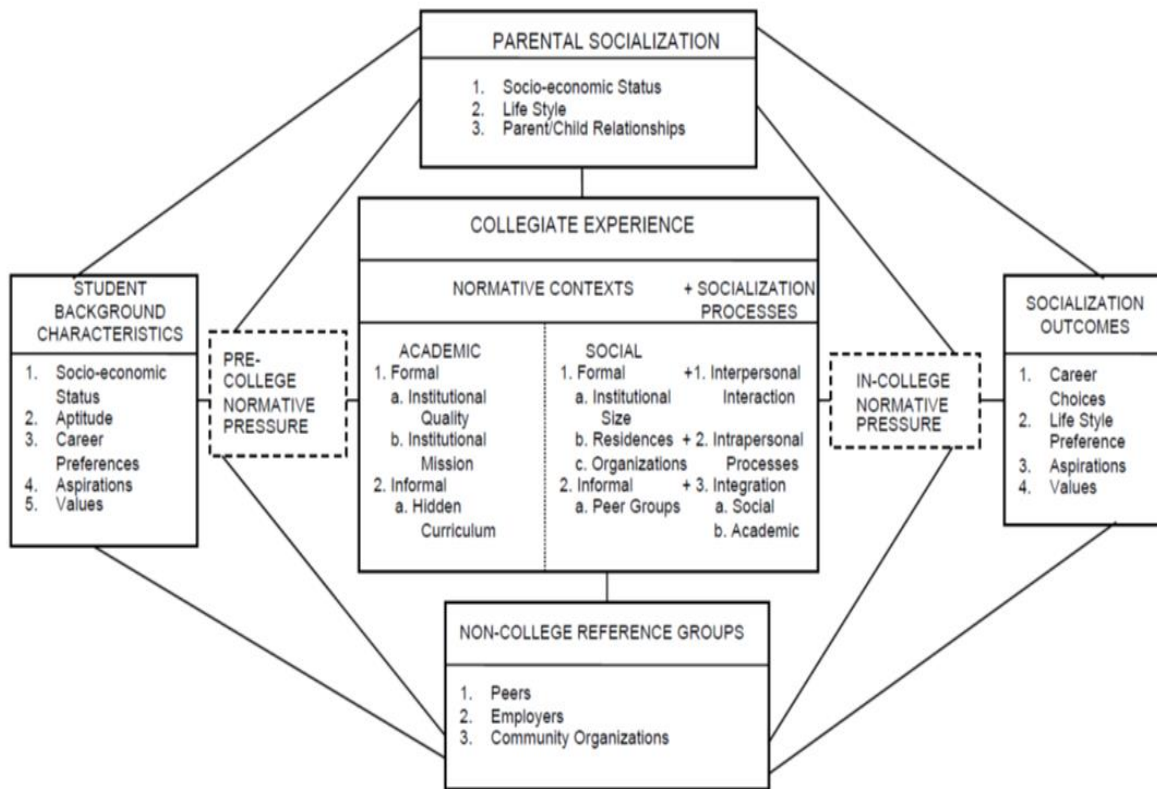 PARENTAL SOCIALIZATION
1. Socio-economic Status
2. Life Style
3. Parent/Child Relationships
COLLEGIATE EXPERIENCE
NORMATIVE CONTEXTS + SOCIALIZATION
PROCESSES
ACADEMIC
1. Formal
a. Institutional
Quality
b. Institutional
Mission
2. Informal
a. Hidden
Curriculum
SOCIAL
1. Formal
a. Institutional
Size
b. Residences
c. Organizations
2. Informal
a. Peer Groups
+1. Interpersonal
Interaction
+ 2. Intrapersonal
Processes
+ 3. Integration
a. Social
b. Academic
STUDENT
BACKGROUND
CHARACTERISTICS
1. Socio-economic
Status
2. Aptitude
3. Career
Preferences
4. Aspirations
5. Values
PRE-
COLLEGE
NORMATIVE
PRESSURE
IN-COLLEGE
NORMATIVE
PRESSURE
SOCIALIZATION
OUTCOMES
1. Career
Choices
2. Life Style
Preference
3. Aspirations
4. Values
NON-COLLEGE REFERENCE GROUPS
1. Peers
2. Employers
3. Community Organizations